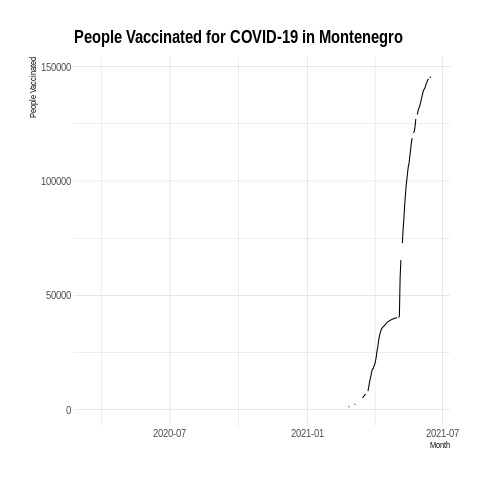 People Vaccinated for COVID-19 in Montenegro
People Vaccinated
150000
100000
50000
0
2020-07
2021-01
2021-07
Month